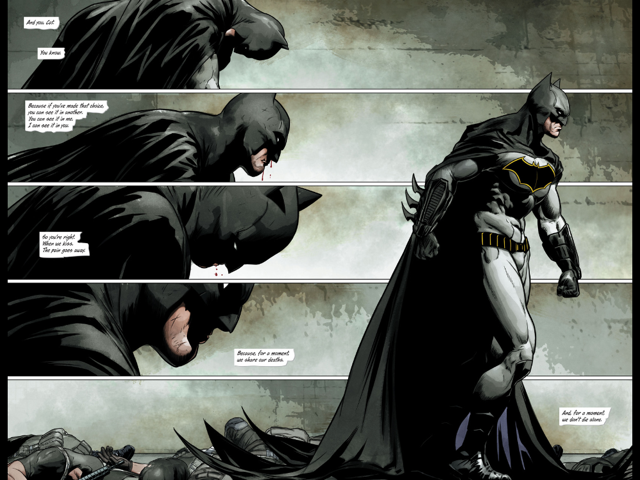 And you, Cat.
You know.
Because if you've made that choice,
you can see it in another.
You can see it in me.
I can see it in you.
So you're right.
When we kiss.
The pain goes away.
Because, for a moment,
we share our deaths.
And, for a moment,
we don't die alone.